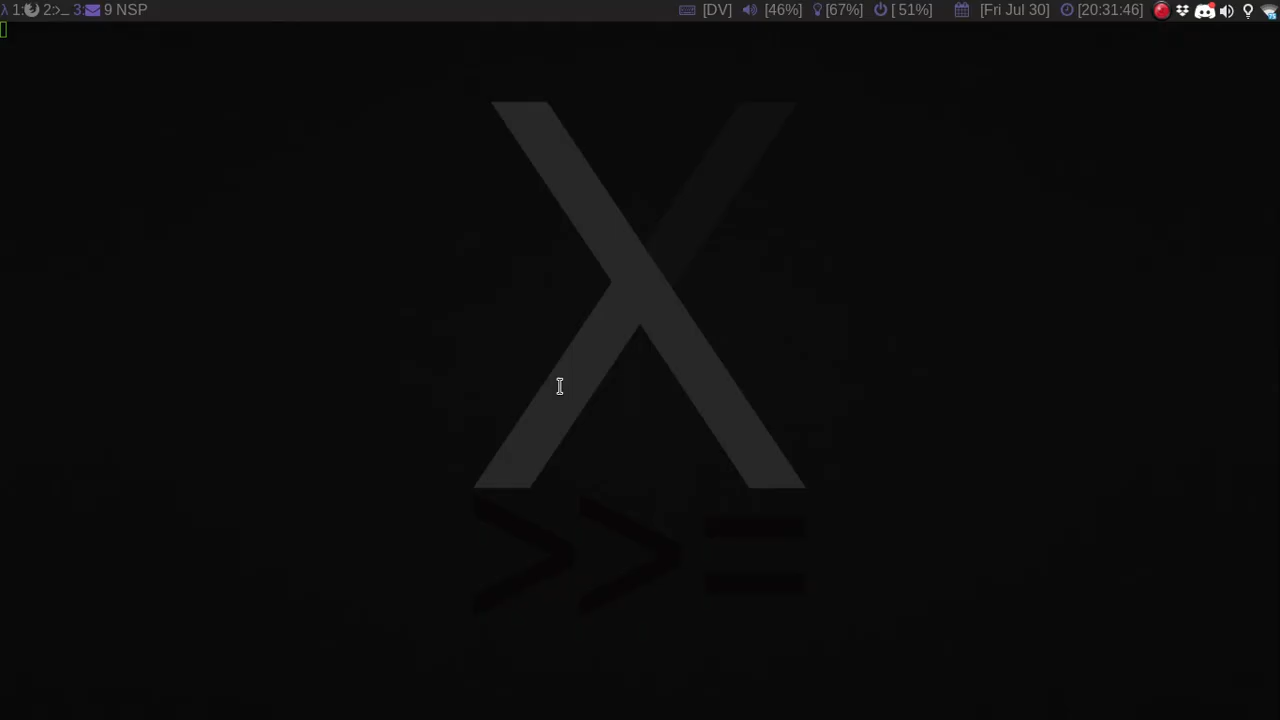 λ 1: 2:>_ 3: 9 NSP [DV] [46%] [67%] [ 51%] [Fri Jul 30] [20:31:46]
X
>>=